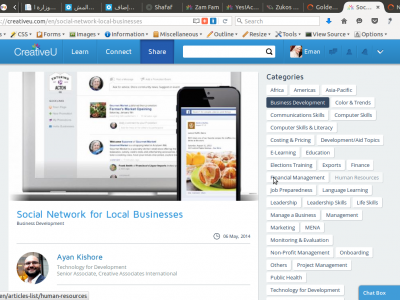 Shafaf
Zam Fam
Yes!Ac
Zukos
Golde
Soc
N
creativeu.com/en/social-network-local-businesses
Google
Images
Information
Miscellaneous
Outline
Resize
Tools
View Source
Options
CreativeU
Learn
Connect
Share
Eman
Social Network for Local Businesses
Business Development
06 May, 2014
Ayan Kishore
Technology for Development
Senior Associate, Creative Associates International
Categories
Africa Americas Asia-Pacific
Business Development Color & Trends
Communications Skills Computer Skills
Computer Skills & Literacy
Costing & Pricing Development/Aid Topics
E-Learning Education
Elections Training Exports Finance
Financial Management Human Resources
Job Preparedness Language Learning
Leadership Leadership Skills Life Skills
Manage a Business Management
Marketing MENA
Monitoring & Evaluation
Non-Profit Management Onboarding
Others Project Management
Public Health
Technology for Development
Chat Box
en/articles-list/human-resources